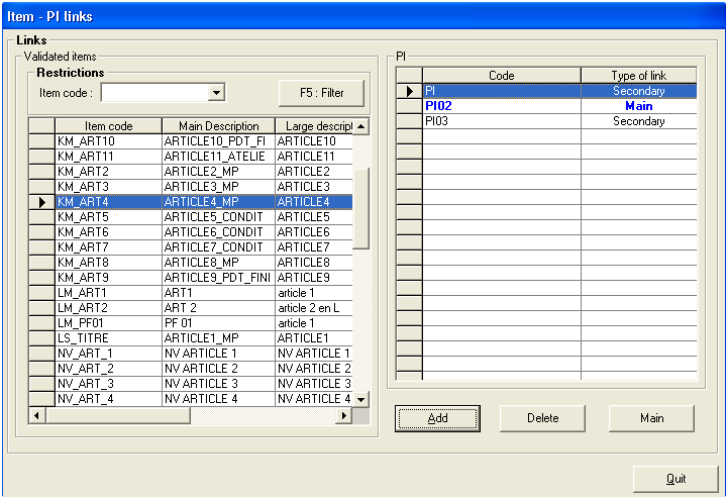 Item - PI links
Links
Validated items
Restrictions
Item code :
F5 : Filter
Item code Main Description Large descript
KM_ART10 ARTICLE10_PDT_FI ARTICLE10
KM_ART11 ARTICLE11_ATELIE ARTICLE11
KM_ART2 ARTICLE2_MP ARTICLE2
KM_ART3 ARTICLE3_MP ARTICLE3
KM_ART4 ARTICLE4_MP ARTICLE4
KM_ART5 ARTICLE5_CONDIT ARTICLE5
KM_ART6 ARTICLE6_CONDIT ARTICLE6
KM_ART7 ARTICLE7_CONDIT ARTICLE7
KM_ART8 ARTICLE8_MP ARTICLE8
KM_ART9 ARTICLE9_PDT_FINI ARTICLE9
LM_ART1 ART1 article 1
LM_ART2 ART 2 article 2 en L
LM_PF01 PF 01 article 1
LS_TITRE ARTICLE1_MP ARTICLE1
NV_ART_1 NV ARTICLE 1 NV ARTICLE 1
NV_ART_2 NV ARTICLE 2 NV ARTICLE 2
NV_ART_3 NV ARTICLE 3 NV ARTICLE 3
NV_ART_4 NV ARTICLE 4 NV ARTICLE 4
PI
Code Type of link
PI Secondary
PI02 Main
PI03 Secondary
Add Delete Main
Quit